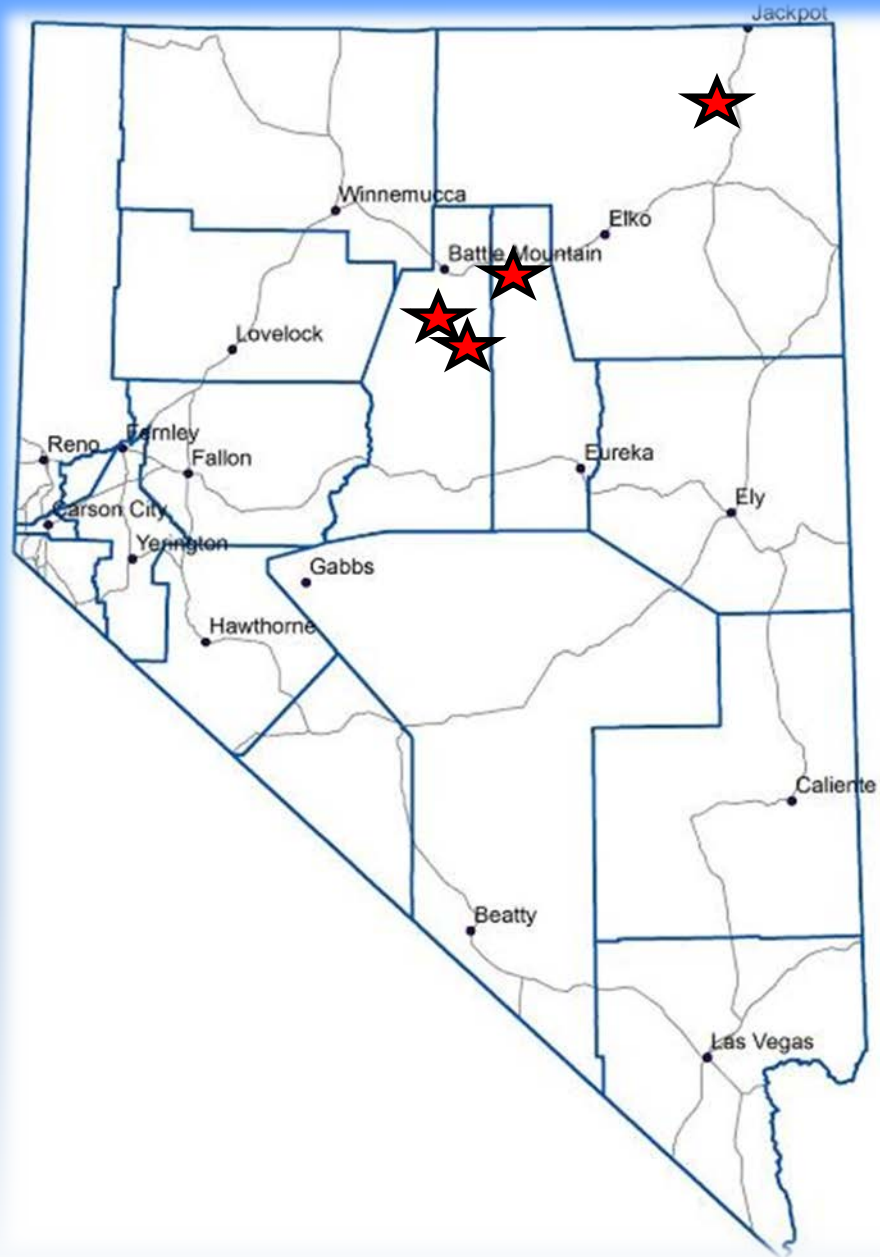 Jackpot
Winnemucca
Elko
Battle Mountain
Lovelock
Reno
Fernley
Fallon
Eureka
Ely
Carson City
Yerington
Gabbs
Hawthorne
Caliente
Beatty
Las Vegas